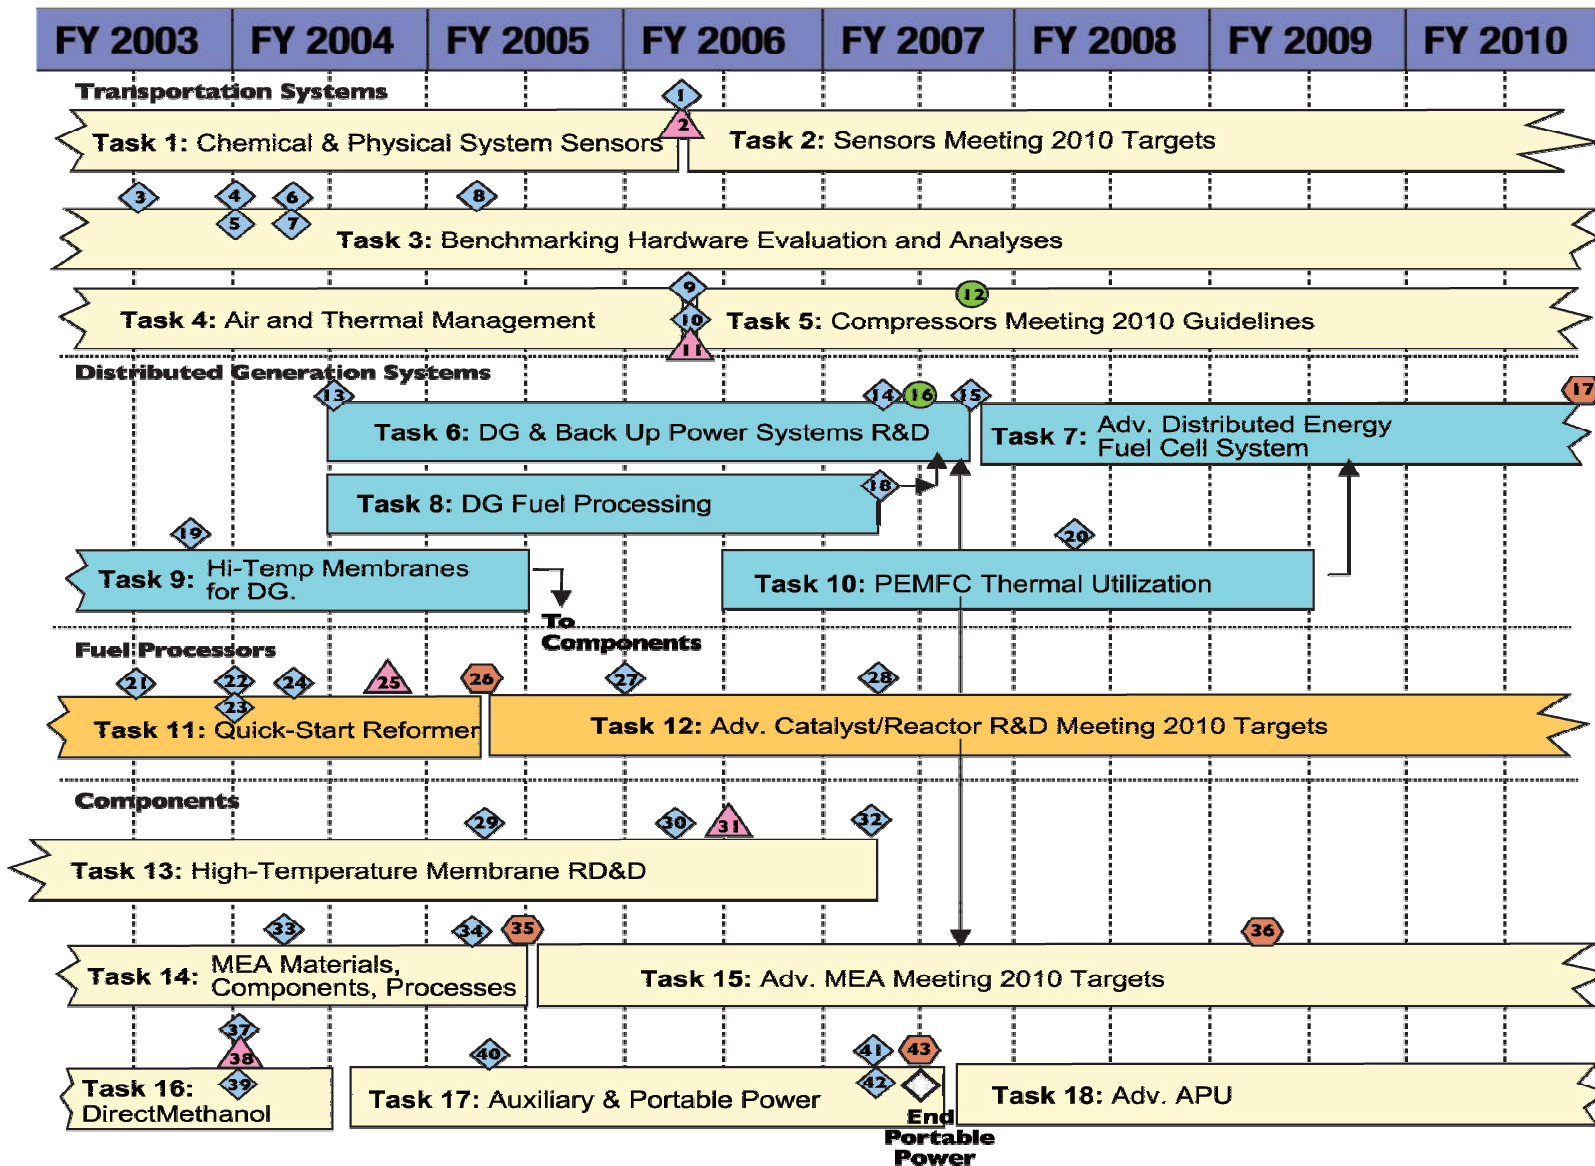 FY 2003 FY 2004 FY 2005 FY 2006 FY 2007 FY 2008 FY 2009 FY 2010
Transportation Systems
1
2
Task 1: Chemical & Physical System Sensors
Task 2: Sensors Meeting 2010 Targets
3 4 6 8
5 7
Task 3: Benchmarking Hardware Evaluation and Analyses
9
12
10
Task 4: Air and Thermal Management
Task 5: Compressors Meeting 2010 Guidelines
11
Distributed Generation Systems
13 14 16 15 17
Task 6: DG & Back Up Power Systems R&D
Task 7: Adv. Distributed Energy
Fuel Cell System
18
Task 8: DG Fuel Processing
19 20
Task 9: Hi-Temp Membranes
for DG.
Task 10: PEMFC Thermal Utilization
To
Components
Fuel Processors
21 22 24 25 26 27 28
23
Task 11: Quick-Start Reformer
Task 12: Adv. Catalyst/Reactor R&D Meeting 2010 Targets
Components
29 30 31 32
Task 13: High-Temperature Membrane RD&D
33 34 35 36
Task 14: MEA Materials,
Components, Processes
Task 15: Adv. MEA Meeting 2010 Targets
37
38 40 41 43
39 42
Task 16:
DirectMethanol
Task 17: Auxiliary & Portable Power
Task 18: Adv. APU
End
Portable
Power